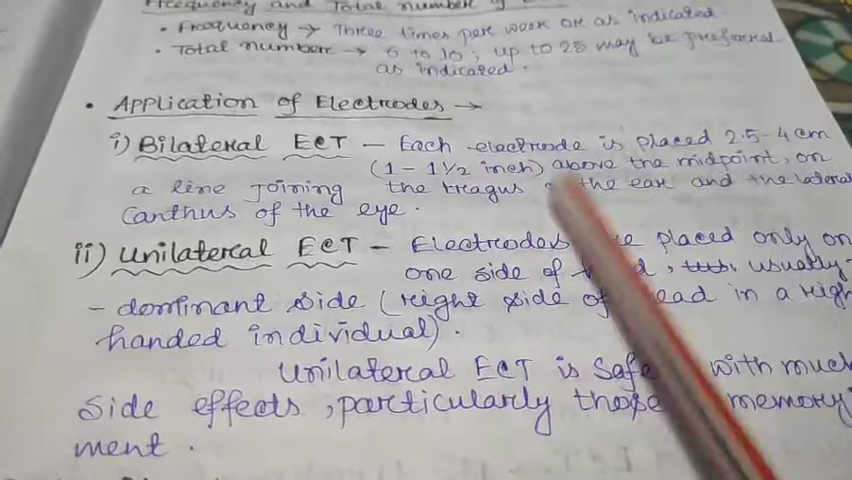 Frequency and Total number of
• Frequency → Three times per week or as indicated.
• Total number → 6 to 10, up to 25 may be preferred
as indicated.
• Application of Electrodes →
i) Bilateral ECT – Each electrode is placed 2.5-4 cm
(1 - 1 1/2 inch) above the midpoint, on
a line joining the tragus the ear and the lateral
canthus of the eye.
ii) Unilateral ECT – Electrodes placed only on
one side of usually
- dominant side (right side of head in a
handed individual).
Unilateral ECT is Safe with much
side effects, particularly those memory
ment.